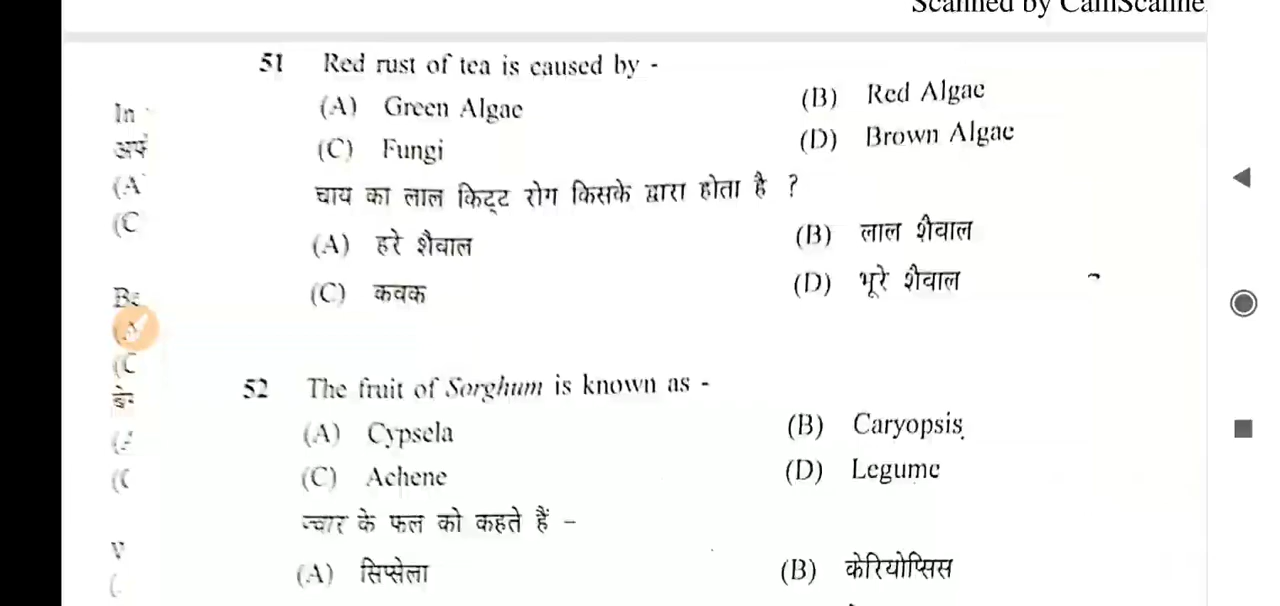 Scanned by CamScanne
51 Red rust of tea is caused by -
(A) Green Algae (B) Red Algae
(C) Fungi (D) Brown Algae
चाय का लाल किट्ट रोग किसके द्वारा होता है ?
(A) हरे शैवाल (B) लाल शैवाल
(C) कवक (D) भूरे शैवाल
52 The fruit of Sorghum is known as -
(A) Cypsela (B) Caryopsis
(C) Achene (D) Legume
ज्वार के फल को कहते हैं -
(A) सिप्सेला (B) केरियोप्सिस
In
(A
(C
(C